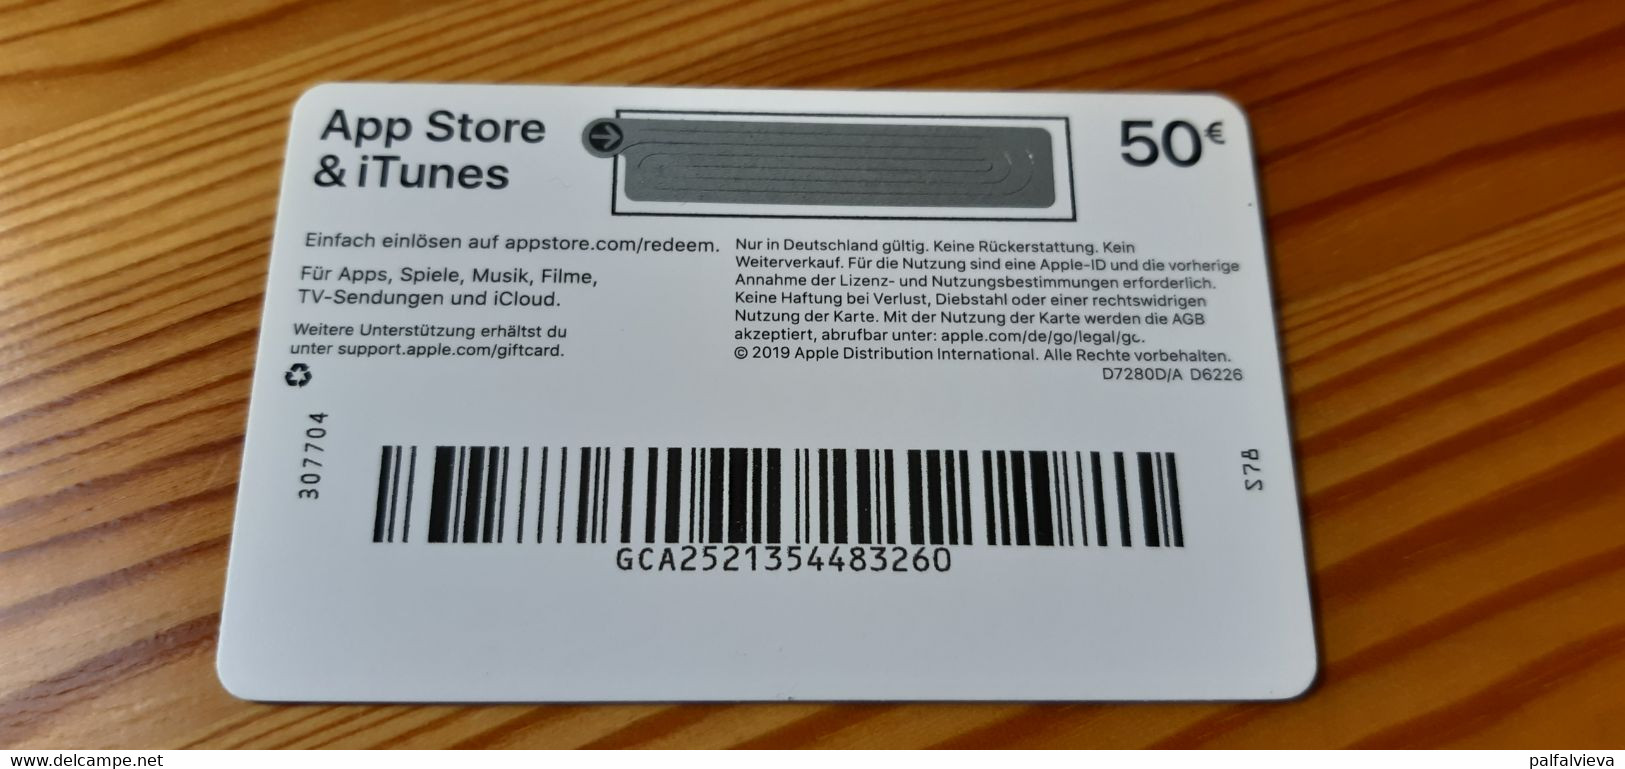 App Store
& iTunes
50€
Einfach einlösen auf appstore.com/redeem.
Für Apps, Spiele, Musik, Filme,
TV-Sendungen und iCloud.
Weitere Unterstützung erhältst du
unter support.apple.com/giftcard.
Nur in Deutschland gültig. Keine Rückerstattung. Kein
Weiterverkauf. Für die Nutzung sind eine Apple-ID und die vorherige
Annahme der Lizenz- und Nutzungsbestimmungen erforderlich.
Keine Haftung bei Verlust, Diebstahl oder einer rechtswidrigen
Nutzung der Karte. Mit der Nutzung der Karte werden die AGB
akzeptiert, abrufbar unter: apple.com/de/go/legal/gc.
© 2019 Apple Distribution International. Alle Rechte vorbehalten.
D7280D/A D6226
307704
GCA2521354483260
delcampe.net
palfalvieva